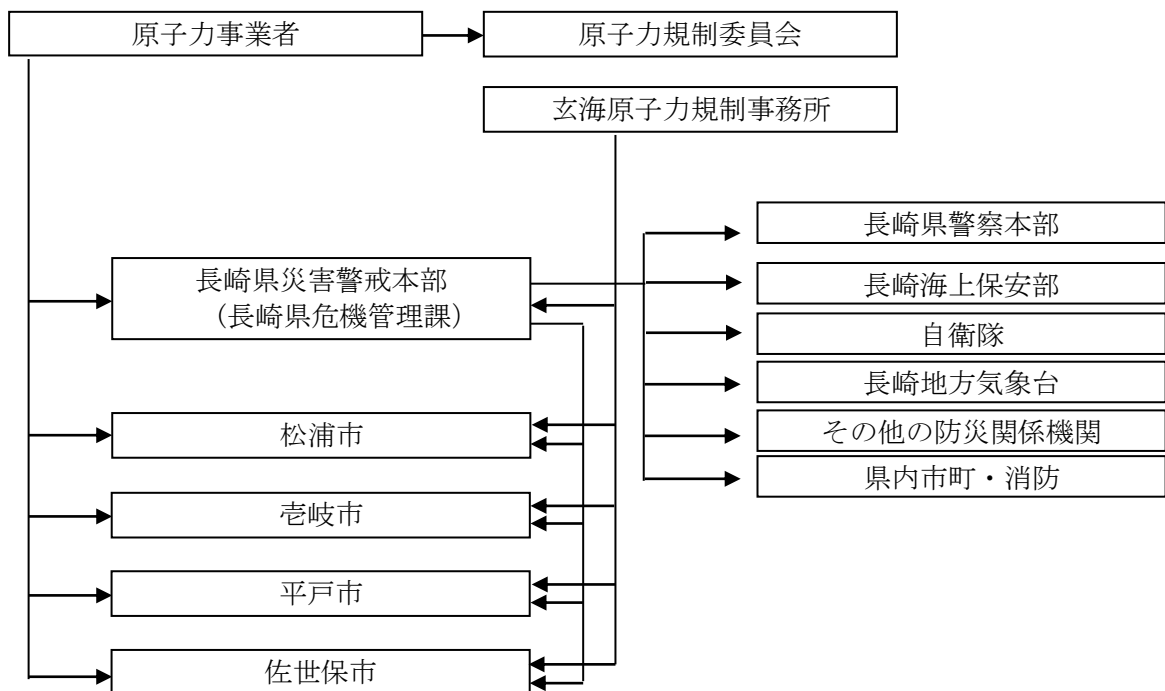 原子力事業者
原子力規制委員会
玄海原子力規制事務所
長崎県警察本部
長崎県災害警戒本部
（長崎県危機管理課）
長崎海上保安部
自衛隊
長崎地方気象台
松浦市
その他の防災関係機関
県内市町・消防
壱岐市
平戸市
佐世保市